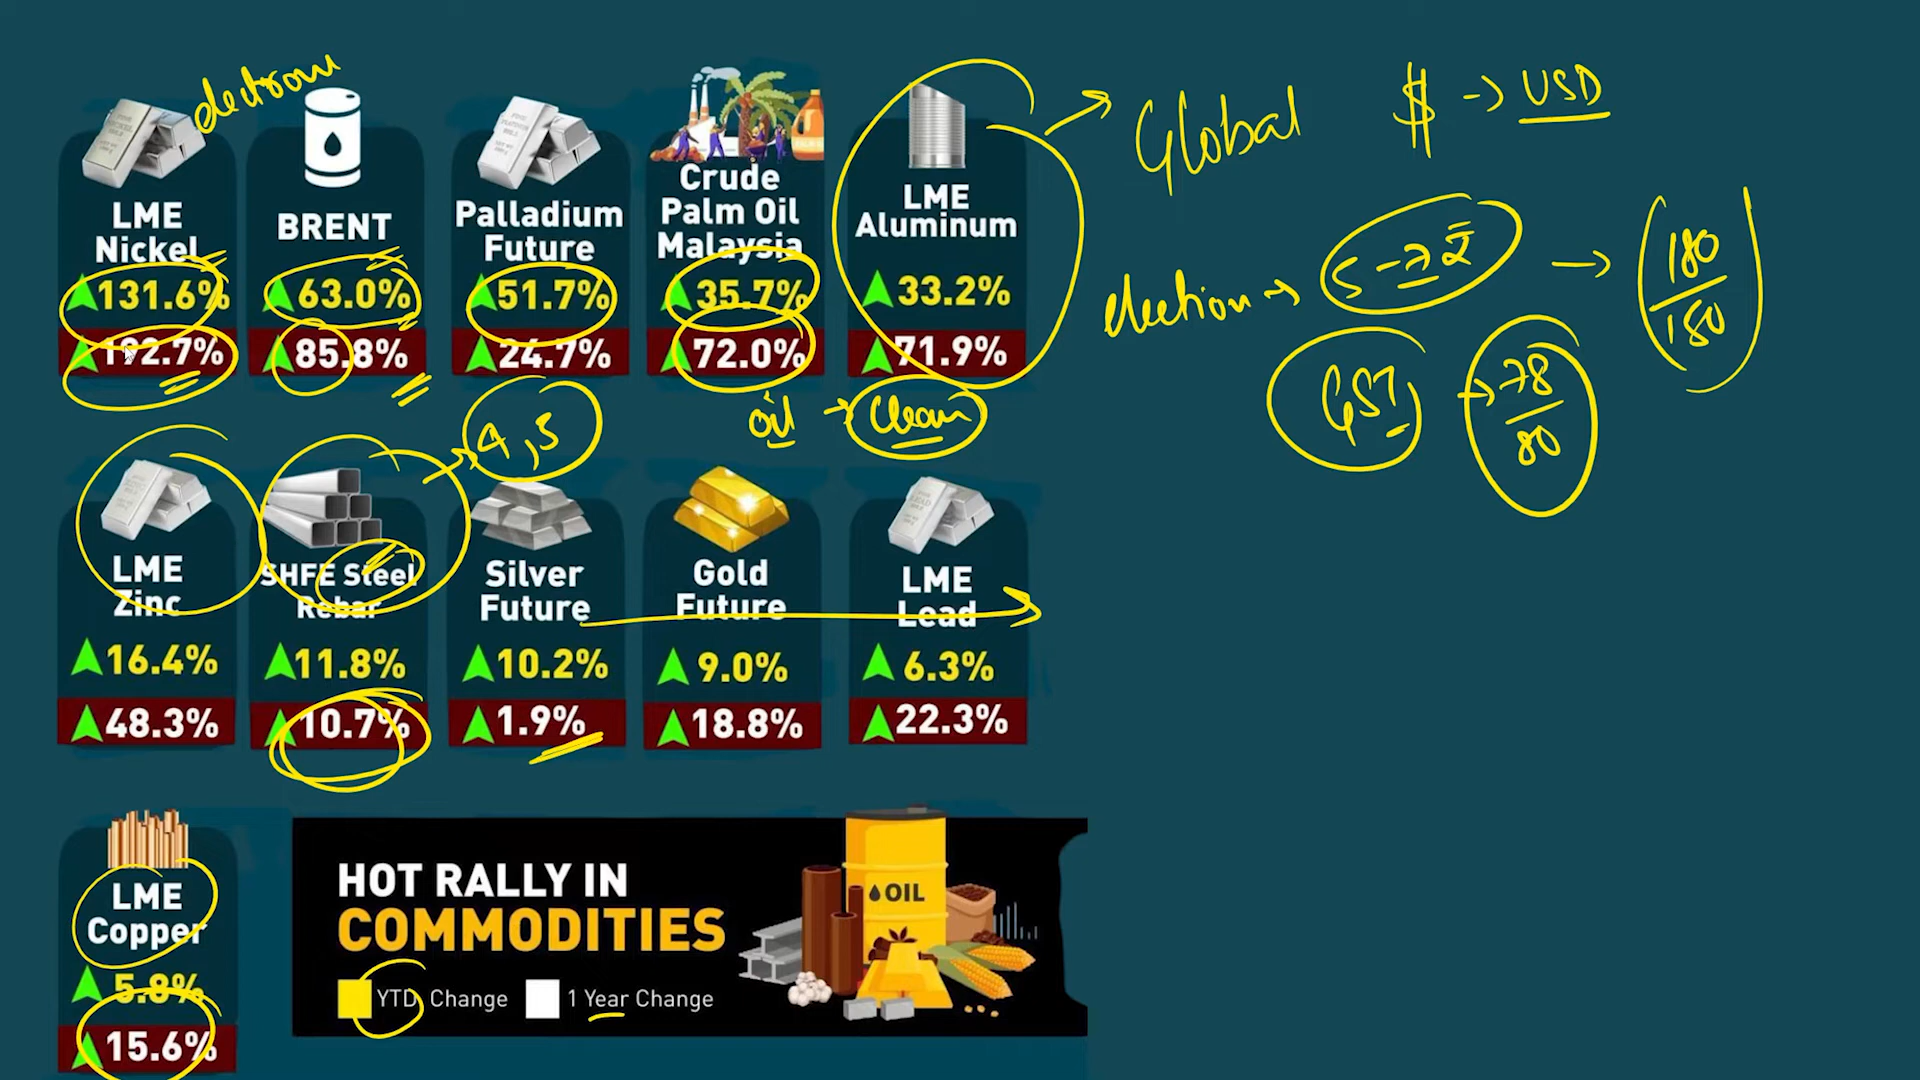 LME
Nickel
131.6%
192.7%
BRENT
63.0%
85.8%
Palladium
Future
51.7%
24.7%
Crude
Palm Oil
Malaysia
35.7%
72.0%
LME
Aluminum
33.2%
71.9%
oil → clean
Global
$ → USD
election → 5-7 ₹ → 180/150
GST → 78/80
4,5
LME
Zinc
16.4%
48.3%
SHFE Steel
Rebar
11.8%
10.7%
Silver
Future
10.2%
1.9%
Gold
Future
9.0%
18.8%
LME
Lead
6.3%
22.3%
LME
Copper
5.8%
15.6%
HOT RALLY IN
COMMODITIES
YTD Change 1 Year Change
OIL